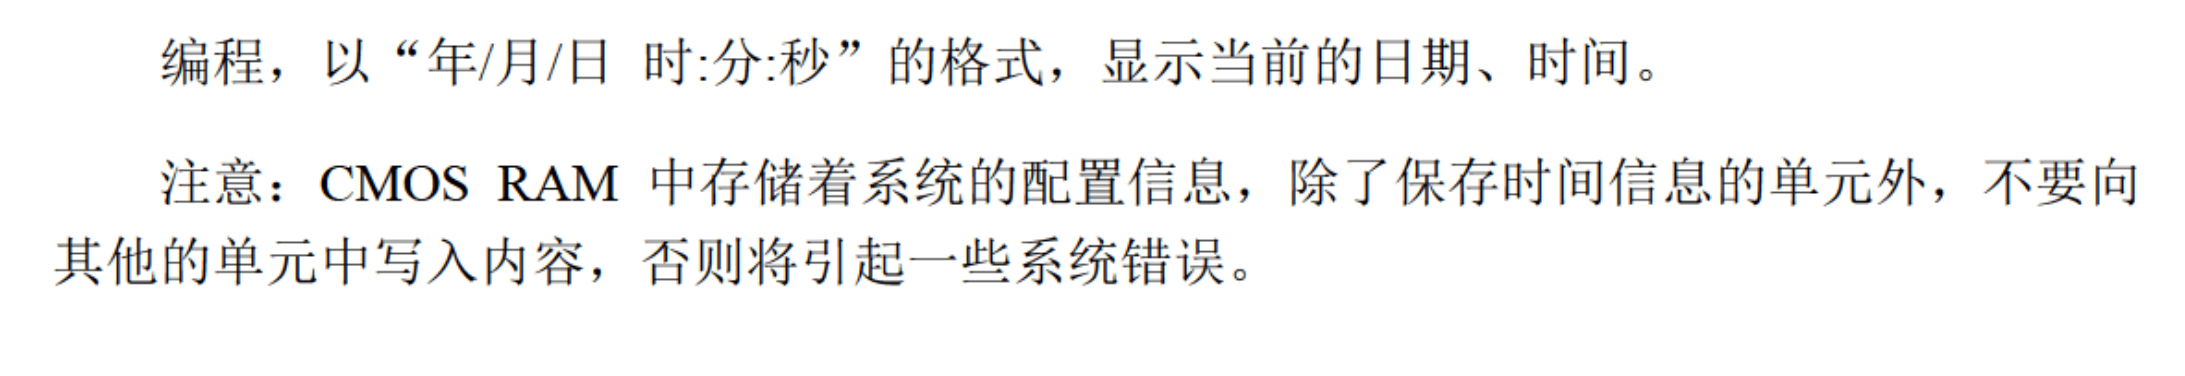 编程，以“年/月/日 时:分:秒”的格式，显示当前的日期、时间。
注意：CMOS RAM 中存储着系统的配置信息，除了保存时间信息的单元外，不要向
其他的单元中写入内容，否则将引起一些系统错误。